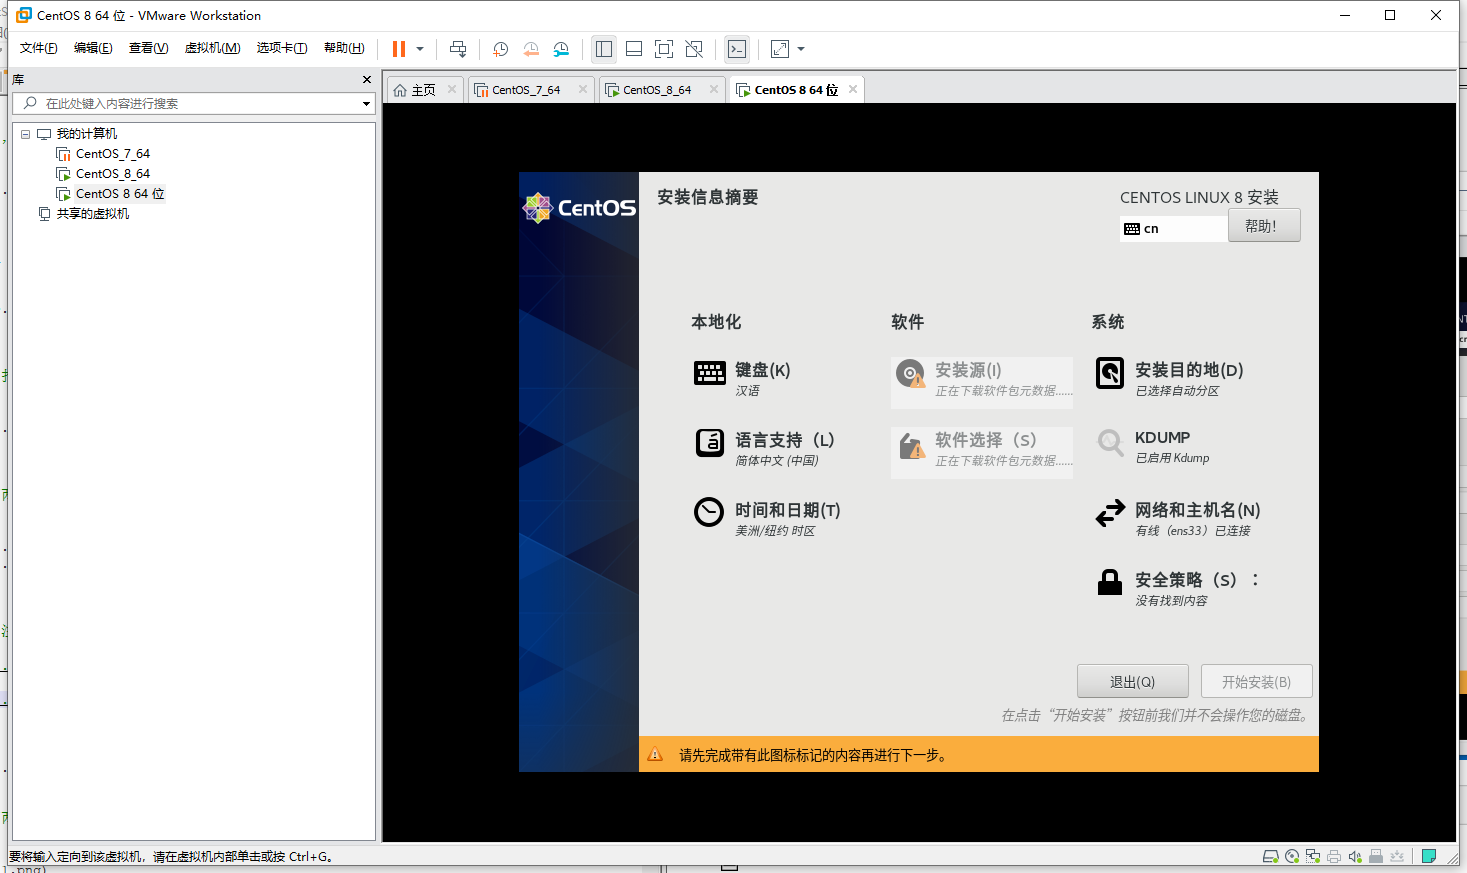 CentOS 8 64 位 - VMware Workstation
文件(F) 编辑(E) 查看(V) 虚拟机(M) 选项卡(T) 帮助(H)
库
在此处键入内容进行搜索
我的计算机
CentOS_7_64
CentOS_8_64
CentOS 8 64 位
共享的虚拟机
主页 CentOS_7_64 CentOS_8_64 CentOS 8 64 位
CentOS
安装信息摘要
CENTOS LINUX 8 安装
cn
帮助!
本地化
键盘(K)
汉语
语言支持（L）
简体中文 (中国)
时间和日期(T)
美洲/纽约 时区
软件
安装源(I)
正在下载软件包元数据......
软件选择（S）
正在下载软件包元数据......
系统
安装目的地(D)
已选择自动分区
KDUMP
已启用 Kdump
网络和主机名(N)
有线（ens33）已连接
安全策略（S）：
没有找到内容
退出(Q) 开始安装(B)
在点击“开始安装”按钮前我们并不会操作您的磁盘。
请先完成带有此图标标记的内容再进行下一步。
要将输入定向到该虚拟机，请在虚拟机内部单击或按 Ctrl+G。